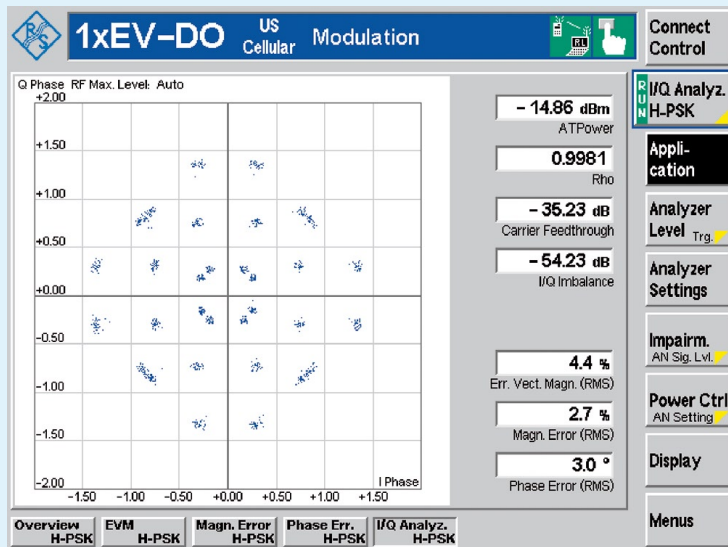 R S
1xEV-DO
US
Cellular
Modulation
RL
Connect
Control
RUN
I/Q Analyz.
H-PSK
Appli-
cation
Analyzer
Level Trg.
Analyzer
Settings
Impairm.
AN Sig. Lvl.
Power Ctrl
AN Setting
Display
Menus
Q Phase RF Max. Level: Auto
+2.00
+1.50
+1.00
+0.50
+0.00
-0.50
-1.00
-1.50
-2.00
-1.50 -1.00 -0.50 +0.00 +0.50 +1.00 +1.50
I Phase
- 14.86 dBm
ATPower
0.9981
Rho
- 35.23 dB
Carrier Feedthrough
- 54.23 dB
I/Q Imbalance
4.4 %
Err. Vect. Magn. (RMS)
2.7 %
Magn. Error (RMS)
3.0 °
Phase Error (RMS)
Overview
H-PSK
EVM
H-PSK
Magn. Error
H-PSK
Phase Err.
H-PSK
I/Q Analyz.
H-PSK